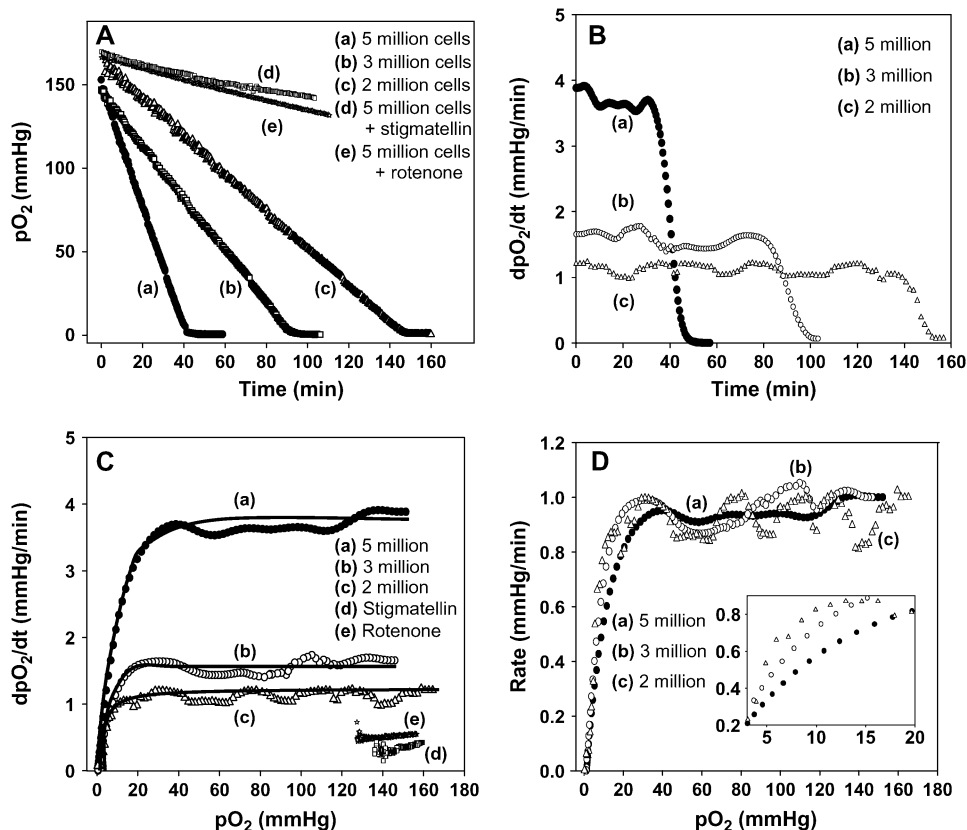 A
(a) 5 million cells
(b) 3 million cells
(c) 2 million cells
(d) 5 million cells
+ stigmatellin
(e) 5 million cells
+ rotenone
(d)
(e)
(a)
(b)
(c)
pO2 (mmHg)
150
100
50
0
0 20 40 60 80 100 120 140 160
Time (min)
B
(a) 5 million
(b) 3 million
(c) 2 million
(a)
(b)
(c)
dpO2/dt (mmHg/min)
5
4
3
2
1
0
0 20 40 60 80 100 120 140 160
Time (min)
C
(a)
(a) 5 million
(b) 3 million
(c) 2 million
(d) Stigmatellin
(e) Rotenone
(b)
(c)
(e)
(d)
dpO2/dt (mmHg/min)
5
4
3
2
1
0
0 20 40 60 80 100 120 140 160 180
pO2 (mmHg)
D
(b)
(a)
(c)
(a) 5 million
(b) 3 million
(c) 2 million
0.8
0.6
0.4
0.2
5 10 15 20
Rate (mmHg/min)
1.2
1.0
0.8
0.6
0.4
0.2
0.0
0 20 40 60 80 100 120 140 160 180
pO2 (mmHg)